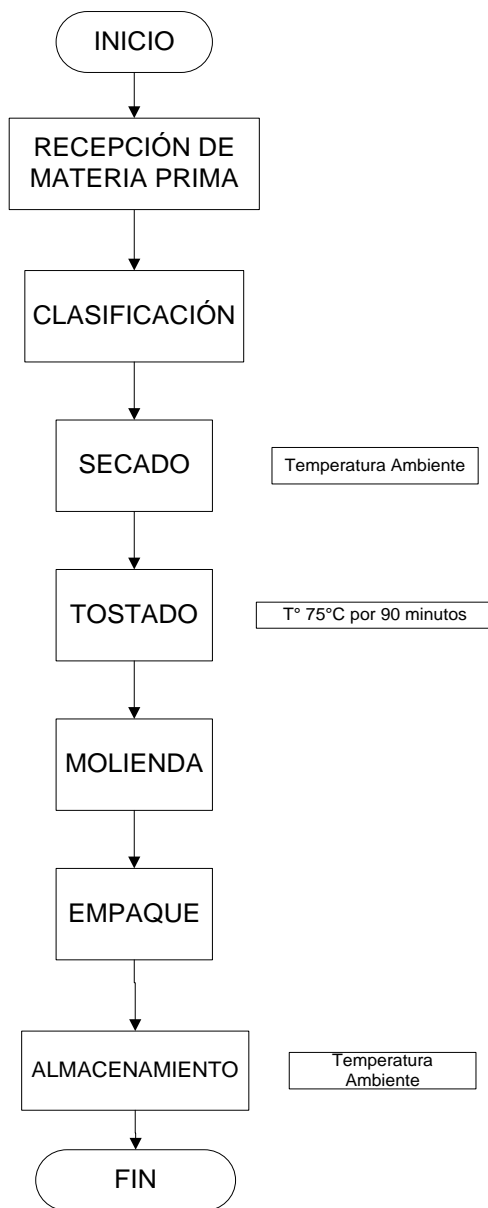 INICIO
RECEPCIÓN DE
MATERIA PRIMA
CLASIFICACIÓN
SECADO
Temperatura Ambiente
TOSTADO
T° 75°C por 90 minutos
MOLIENDA
EMPAQUE
ALMACENAMIENTO
Temperatura
Ambiente
FIN